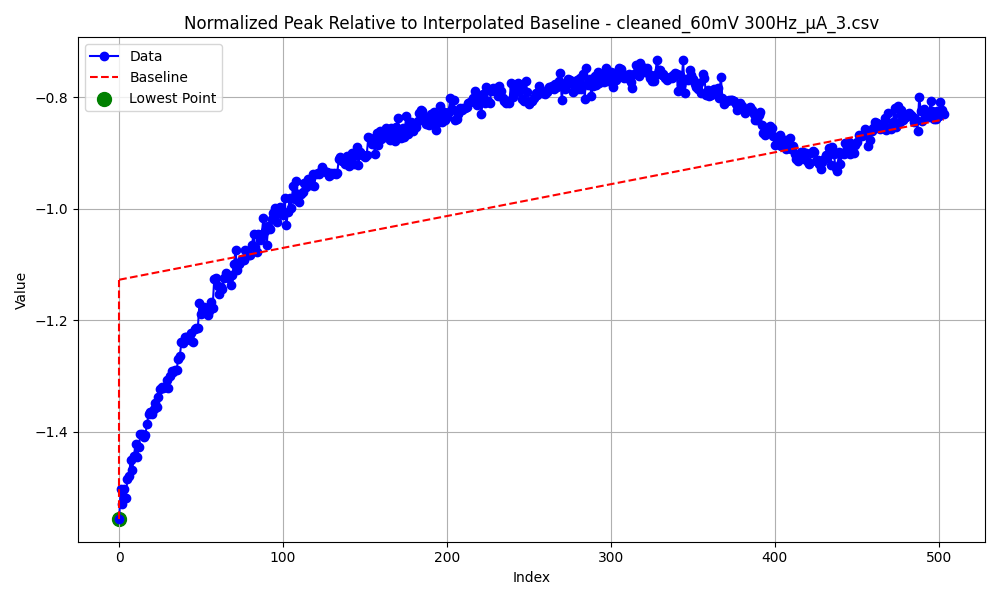 Normalized Peak Relative to Interpolated Baseline - cleaned_60mV 300Hz_μA_3.csv
Data
Baseline
Lowest Point
−0.8
−1.0
−1.2
−1.4
Value
0 100 200 300 400 500
Index